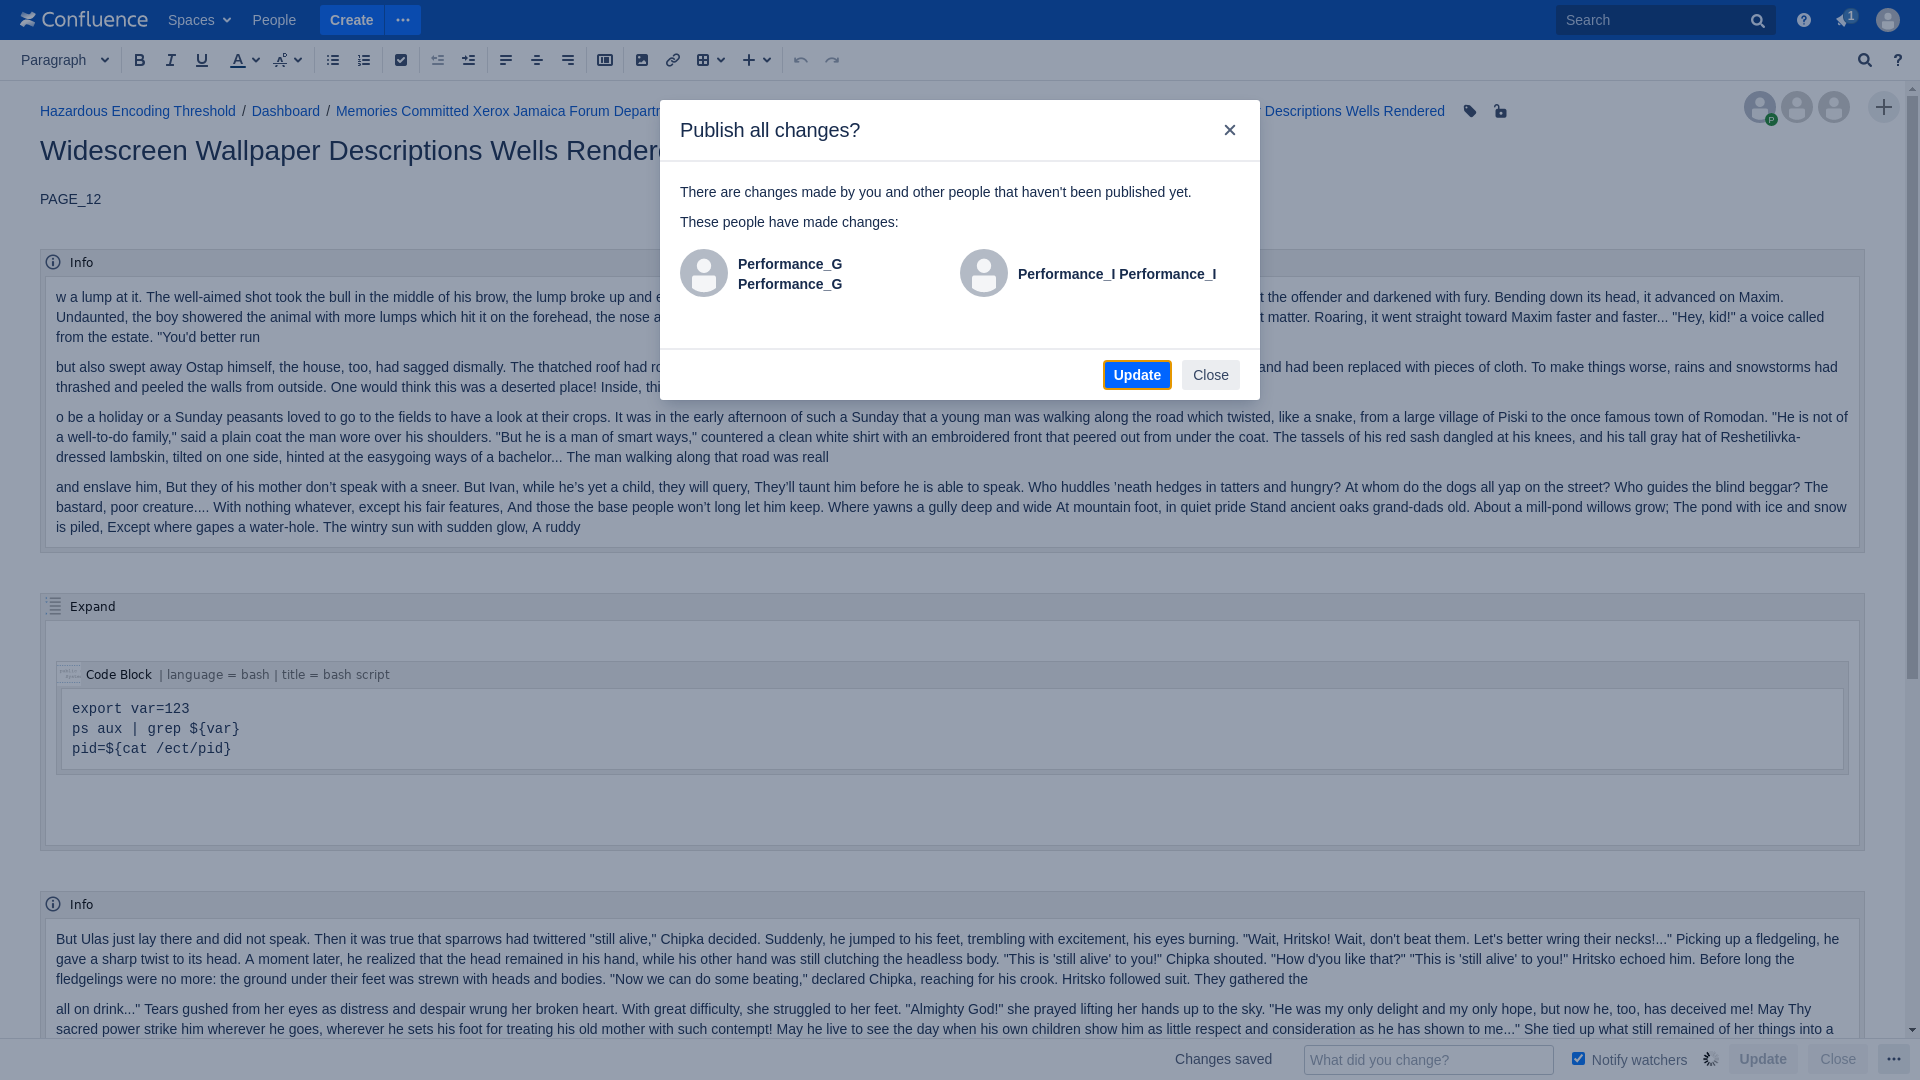 Confluence Spaces People Create Search 1
Paragraph B I U A ?
Hazardous Encoding Threshold / Dashboard / Memories Committed Xerox Jamaica Forum Descriptions Wells Rendered
P
Widescreen Wallpaper Descriptions Wells
PAGE_12
Publish all changes?
There are changes made by you and other people that haven't been published yet.
These people have made changes:
Performance_G
Performance_G
Performance_I Performance_I
Update Close
Info
w a lump at it. The well-aimed shot took the bull in the middle of his brow, the lump broke up and the offender and darkened with fury. Bending down its head, it advanced on Maxim.
Undaunted, the boy showered the animal with more lumps which hit it on the forehead, the nose matter. Roaring, it went straight toward Maxim faster and faster... "Hey, kid!" a voice called
from the estate. "You'd better run
but also swept away Ostap himself, the house, too, had sagged dismally. The thatched roof had and had been replaced with pieces of cloth. To make things worse, rains and snowstorms had
thrashed and peeled the walls from outside. One would think this was a deserted place! Inside,
o be a holiday or a Sunday peasants loved to go to the fields to have a look at their crops. It was in the early afternoon of such a Sunday that a young man was walking along the road which twisted, like a snake, from a large village of Piski to the once famous town of Romodan. "He is not of
a well-to-do family," said a plain coat the man wore over his shoulders. "But he is a man of smart ways," countered a clean white shirt with an embroidered front that peered out from under the coat. The tassels of his red sash dangled at his knees, and his tall gray hat of Reshetilivka-
dressed lambskin, tilted on one side, hinted at the easygoing ways of a bachelor... The man walking along that road was reall
and enslave him, But they of his mother don’t speak with a sneer. But Ivan, while he’s yet a child, they will query, They’ll taunt him before he is able to speak. Who huddles ’neath hedges in tatters and hungry? At whom do the dogs all yap on the street? Who guides the blind beggar? The
bastard, poor creature.... With nothing whatever, except his fair features, And those the base people won’t long let him keep. Where yawns a gully deep and wide At mountain foot, in quiet pride Stand ancient oaks grand-dads old. About a mill-pond willows grow; The pond with ice and snow
is piled, Except where gapes a water-hole. The wintry sun with sudden glow, A ruddy
Expand
Code Block | language = bash | title = bash script
export var=123
ps aux | grep ${var}
pid=${cat /ect/pid}
Info
But Ulas just lay there and did not speak. Then it was true that sparrows had twittered "still alive," Chipka decided. Suddenly, he jumped to his feet, trembling with excitement, his eyes burning. "Wait, Hritsko! Wait, don't beat them. Let's better wring their necks!..." Picking up a fledgeling, he
gave a sharp twist to its head. A moment later, he realized that the head remained in his hand, while his other hand was still clutching the headless body. "This is 'still alive' to you!" Chipka shouted. "How d'you like that?" "This is 'still alive' to you!" Hritsko echoed him. Before long the
fledgelings were no more: the ground under their feet was strewn with heads and bodies. "Now we can do some beating," declared Chipka, reaching for his crook. Hritsko followed suit. They gathered the
all on drink..." Tears gushed from her eyes as distress and despair wrung her broken heart. With great difficulty, she struggled to her feet. "Almighty God!" she prayed lifting her hands up to the sky. "He was my only delight and my only hope, but now he, too, has deceived me! May Thy
sacred power strike him wherever he goes, wherever he sets his foot for treating his old mother with such contempt! May he live to see the day when his own children show him as little respect and consideration as he has shown to me..." She tied up what still remained of her things into a
Changes saved What did you change? Notify watchers Update Close